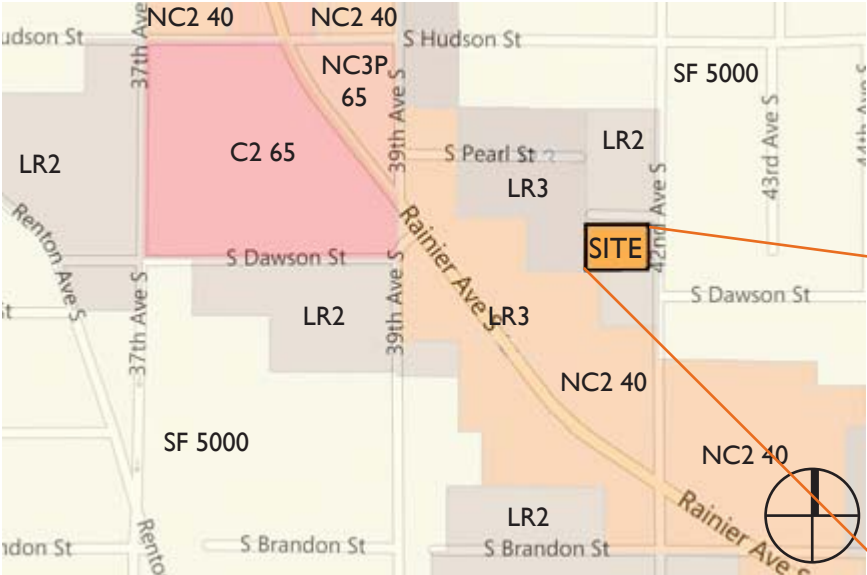 NC2 40
NC2 40
udson St
37th Ave S
S Hudson St
NC3P
65
SF 5000
39th Ave S
43rd Ave S
44th Ave S
C2 65
LR2
S Pearl St
LR2
LR3
Renton Ave S
Rainier Ave S
SITE
42nd Ave S
S Dawson St
S Dawson St
LR2
LR3
37th Ave S
39th Ave S
NC2 40
SF 5000
NC2 40
LR2
Rainier Ave S
ndon St
Rento
S Brandon St
S Brandon St